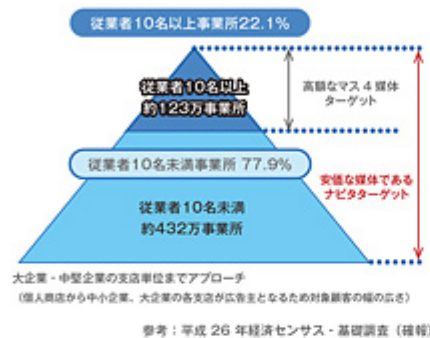 従業者10名以上事業所22.1%
従業者10名以上
約123万事業所
高額なマス4媒体
ターゲット
従業者10名未満事業所 77.9%
安価な媒体である
ナビタターゲット
従業者10名未満
約432万事業所
大企業・中堅企業の支店単位までアプローチ
(個人商店から中小企業、大企業の各支店が広告主となるため対象顧客の幅の広さ)
参考：平成 26 年経済センサス・基礎調査（確報）